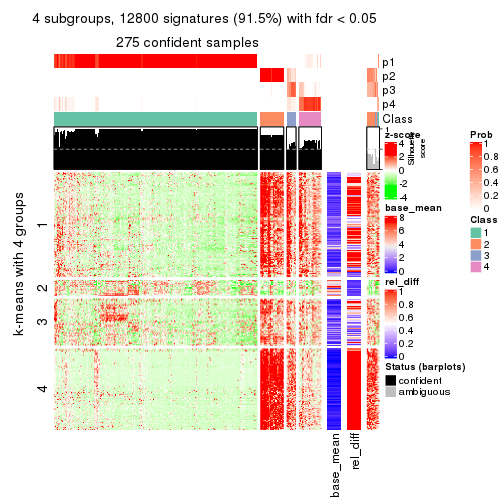 4 subgroups, 12800 signatures (91.5%) with fdr < 0.05
275 confident samples
p1
p2
p3
p4
Class
1
Silhouette
score
k-means with 4 groups
1
2
3
4
base_mean
rel_diff
z-score
4
2
0
-2
-4
base_mean
8
6
4
2
0
rel_diff
1
0.8
0.6
0.4
0.2
0
Status (barplots)
confident
ambiguous
Prob
1
0.8
0.6
0.4
0.2
0
Class
1
2
3
4